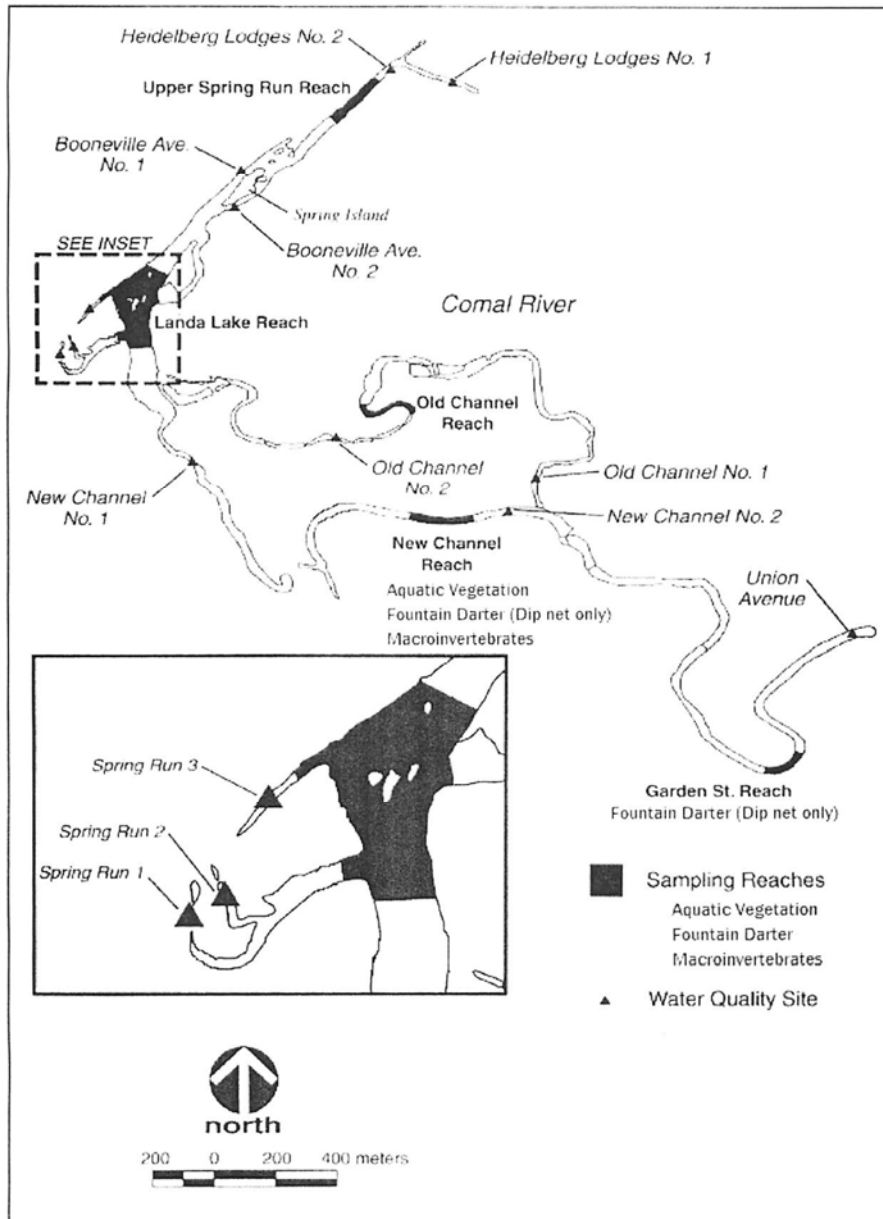 Heidelberg Lodges No. 2
Heidelberg Lodges No. 1
Upper Spring Run Reach
Booneville Ave.
No. 1
Spring Island
SEE INSET
Booneville Ave.
No. 2
Comal River
Landa Lake Reach
Old Channel
Reach
Old Channel
No. 2
Old Channel No. 1
New Channel
No. 1
New Channel No. 2
New Channel
Reach
Aquatic Vegetation
Fountain Darter (Dip net only)
Macroinvertebrates
Union
Avenue
Spring Run 3
Spring Run 2
Spring Run 1
Garden St. Reach
Fountain Darter (Dip net only)
Sampling Reaches
Aquatic Vegetation
Fountain Darter
Macroinvertebrates
Water Quality Site
north
200 0 200 400 meters